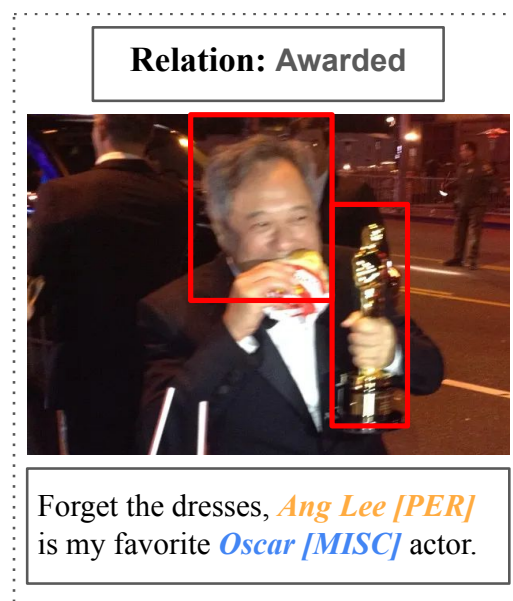 Relation: Awarded
Forget the dresses, Ang Lee [PER]
is my favorite Oscar [MISC] actor.